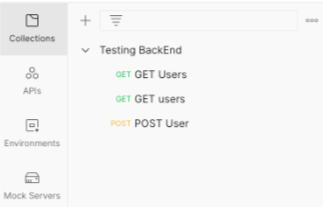 Collections
APIs
Environments
Mock Servers
Testing BackEnd
GET GET Users
GET GET users
POST POST User